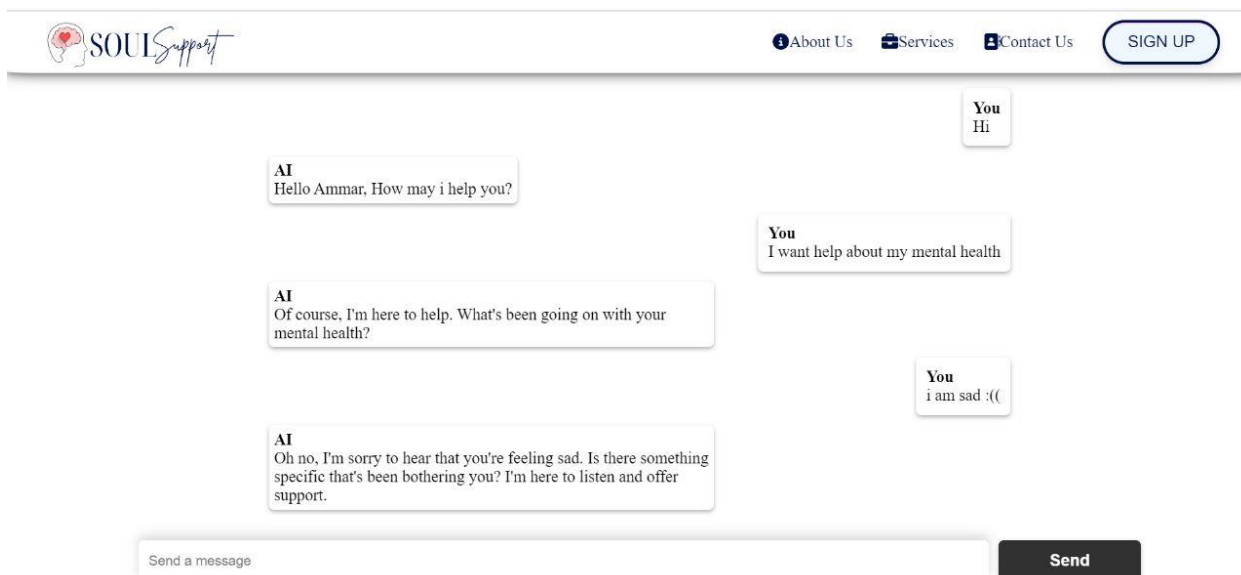 SOUL Support
About Us Services Contact Us SIGN UP
You
Hi
AI
Hello Ammar, How may i help you?
You
I want help about my mental health
AI
Of course, I'm here to help. What's been going on with your
mental health?
You
i am sad :((
AI
Oh no, I'm sorry to hear that you're feeling sad. Is there something
specific that's been bothering you? I'm here to listen and offer
support.
Send a message
Send